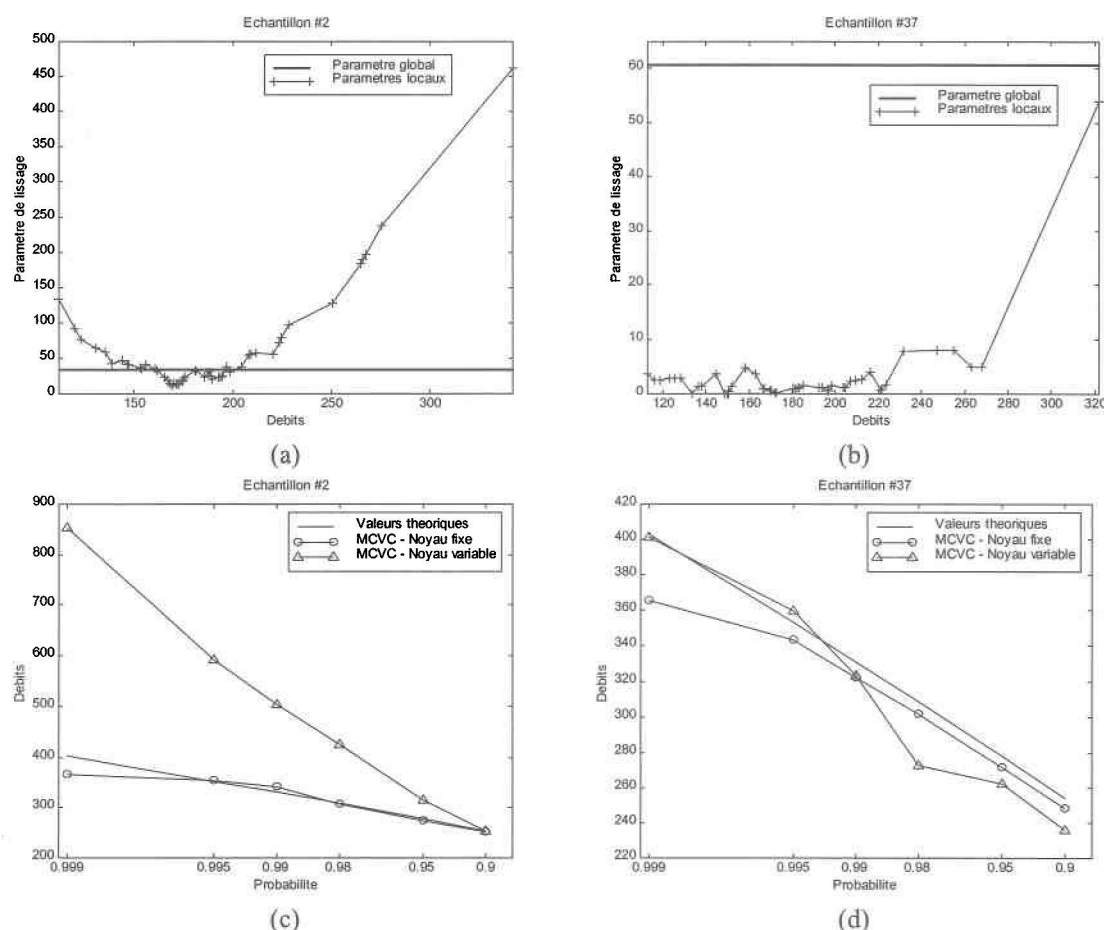 Echantillon #2
500
450
400
350
300
250
200
150
100
50
0
Parametre de lissage
Parametre global
Parametres locaux
150
200
250
300
Debits
(a)
Echantillon #37
60
50
40
30
20
10
0
Parametre de lissage
Parametre global
Parametres locaux
120
140
160
180
200
220
240
260
280
300
320
Debits
(b)
Echantillon #2
900
800
700
600
500
400
300
200
Debits
Valeurs theoriques
MCVC - Noyau fixe
MCVC - Noyau variable
0.999
0.995
0.99
0.98
0.95
0.9
Probabilite
(c)
Echantillon #37
420
400
380
360
340
320
300
280
260
240
220
Debits
Valeurs theoriques
MCVC - Noyau fixe
MCVC - Noyau variable
0.999
0.995
0.99
0.98
0.95
0.9
Probabilite
(d)